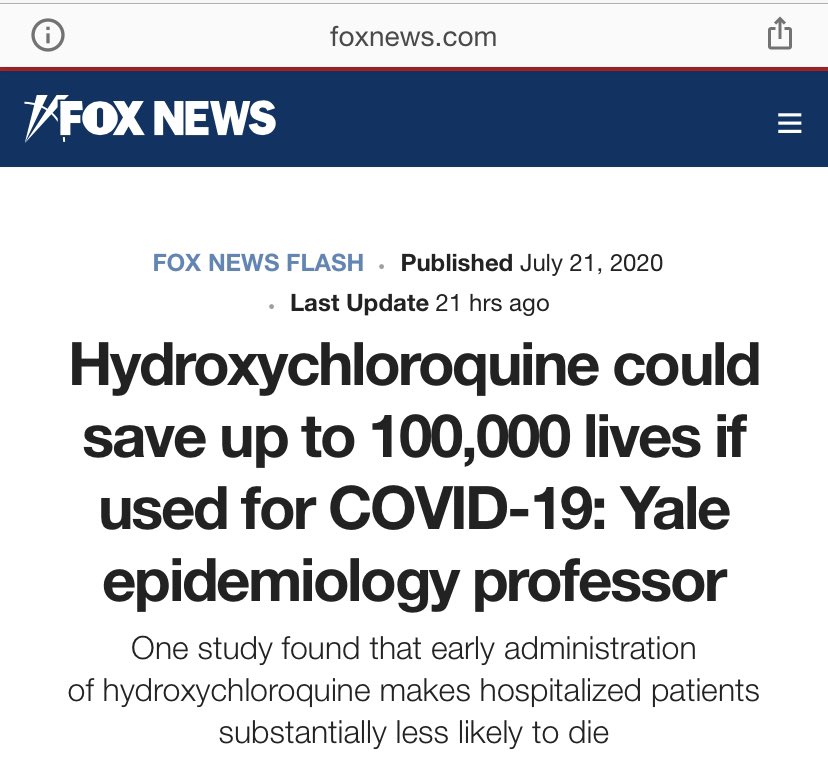 foxnews.com
FOX NEWS
FOX NEWS FLASH · Published July 21, 2020
· Last Update 21 hrs ago
Hydroxychloroquine could
save up to 100,000 lives if
used for COVID-19: Yale
epidemiology professor
One study found that early administration
of hydroxychloroquine makes hospitalized patients
substantially less likely to die